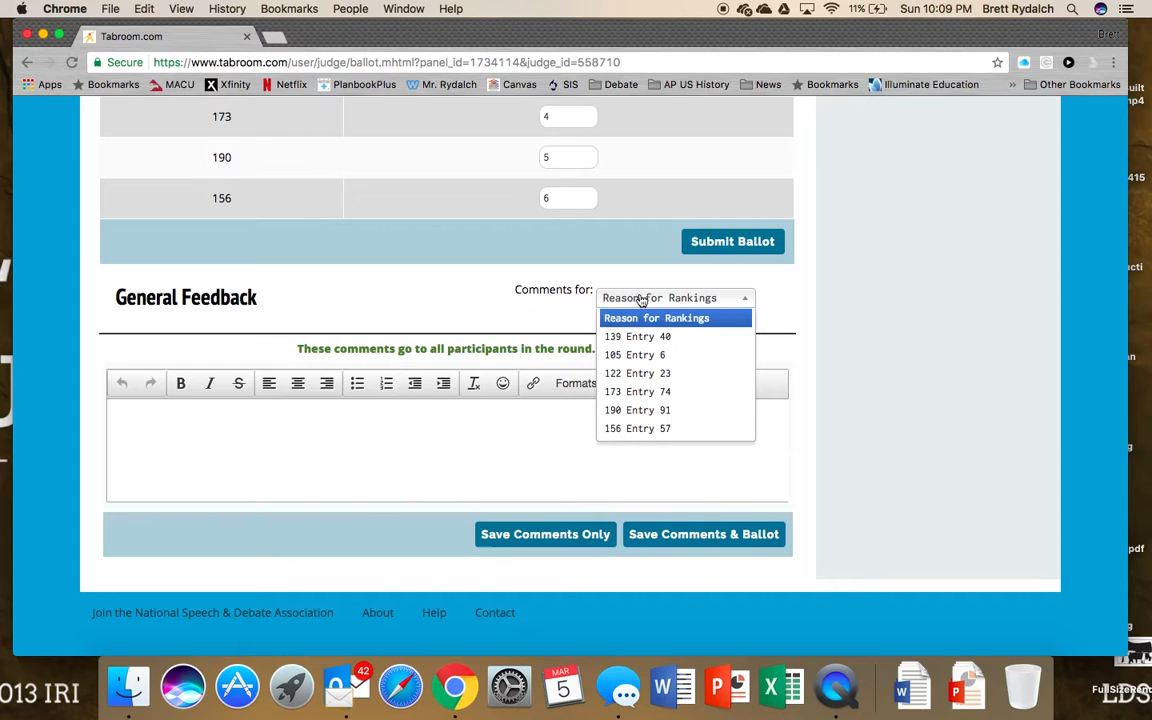 Chrome File Edit View History Bookmarks People Window Help 11% Sun 10:09 PM Brett Rydalch
Tabroom.com
Brett
Secure https://www.tabroom.com/user/judge/ballot.mhtml?panel_id=1734114&judge_id=558710
Apps Bookmarks MACU Xfinity Netflix PlanbookPlus Mr. Rydalch Canvas SIS Debate AP US History News Bookmarks Illuminate Education » Other Bookmarks
173 4
190 5
156 6
Submit Ballot
General Feedback
Comments for: Reason for Rankings
Reason for Rankings
139 Entry 40
105 Entry 6
122 Entry 23
173 Entry 74
190 Entry 91
156 Entry 57
These comments go to all participants in the round.
B I S Formats
Save Comments Only Save Comments & Ballot
Join the National Speech & Debate Association About Help Contact
42
MAR
5
W P X W P
013 IRI
LDS